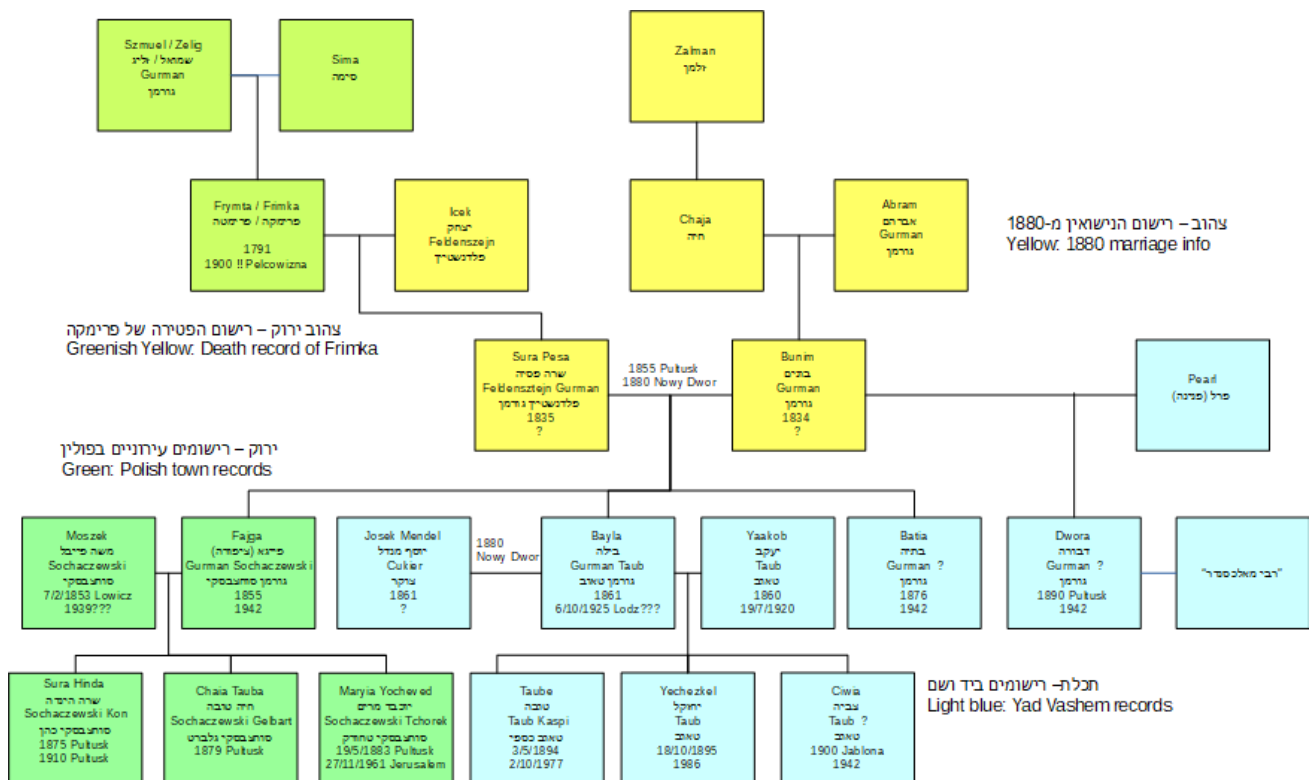 Szmuel / Zelig
שמואל / זליג
Gurman
גורמן
Sima
סימה
Zalman
זלמן
Frymta / Frimka
פרימקה / פרימטה
1791
1900 !! Pelcowizna
Icek
יצחק
Feldenszejn
פלדנשטיין
Chaja
חיה
Abram
אברהם
Gurman
גורמן
צהוב – רישום הנישואין מ-1880
Yellow: 1880 marriage info
צהוב ירוק – רישום הפטירה של פרימקה
Greenish Yellow: Death record of Frimka
Sura Pesa
שרה פסיה
Feldensztejn Gurman
פלדנשטיין גורמן
1835
?
1855 Pultusk
1880 Nowy Dwor
Bunim
בונים
Gurman
גורמן
1834
?
Pearl
פרל (פנינה)
ירוק – רישומים עירוניים בפולין
Green: Polish town records
Moszek
משה פייבל
Sochaczewski
סוחצבסקי
7/2/1853 Lowicz
1939???
Fajga
פייגא (ציפורה)
Gurman Sochaczewski
גורמן סוחצבסקי
1855
1942
Josek Mendel
יוסף מנדל
Cukier
צוקר
1861
?
1880
Nowy Dwor
Bayla
בילה
Gurman Taub
גורמן טאוב
1861
6/10/1925 Lodz???
Yaakob
יעקב
Taub
טאוב
1860
19/7/1920
Batia
בתיה
Gurman ?
גורמן
1876
1942
Dwora
דבורה
Gurman ?
גורמן
1890 Pultusk
1942
"רבי מאלכסנדר"
Sura Hinda
שרה הינדה
Sochaczewski Kon
סוחצבסקי כהן
1875 Pultusk
1910 Pultusk
Chaia Tauba
חיה טובה
Sochaczewski Gelbart
סוחצבסקי גלברט
1879 Pultusk
Maryia Yocheved
יוכבד מרים
Sochaczewski Tchorek
סוחצבסקי טחורק
19/5/1883 Pultusk
27/11/1961 Jerusalem
Taube
טובה
Taub Kaspi
טאוב כספי
3/5/1894
2/10/1977
Yechezkel
יחזקל
Taub
טאוב
18/10/1895
1986
Ciwia
צביה
Taub ?
טאוב
1900 Jablona
1942
תכלת– רישומים ביד ושם
Light blue: Yad Vashem records